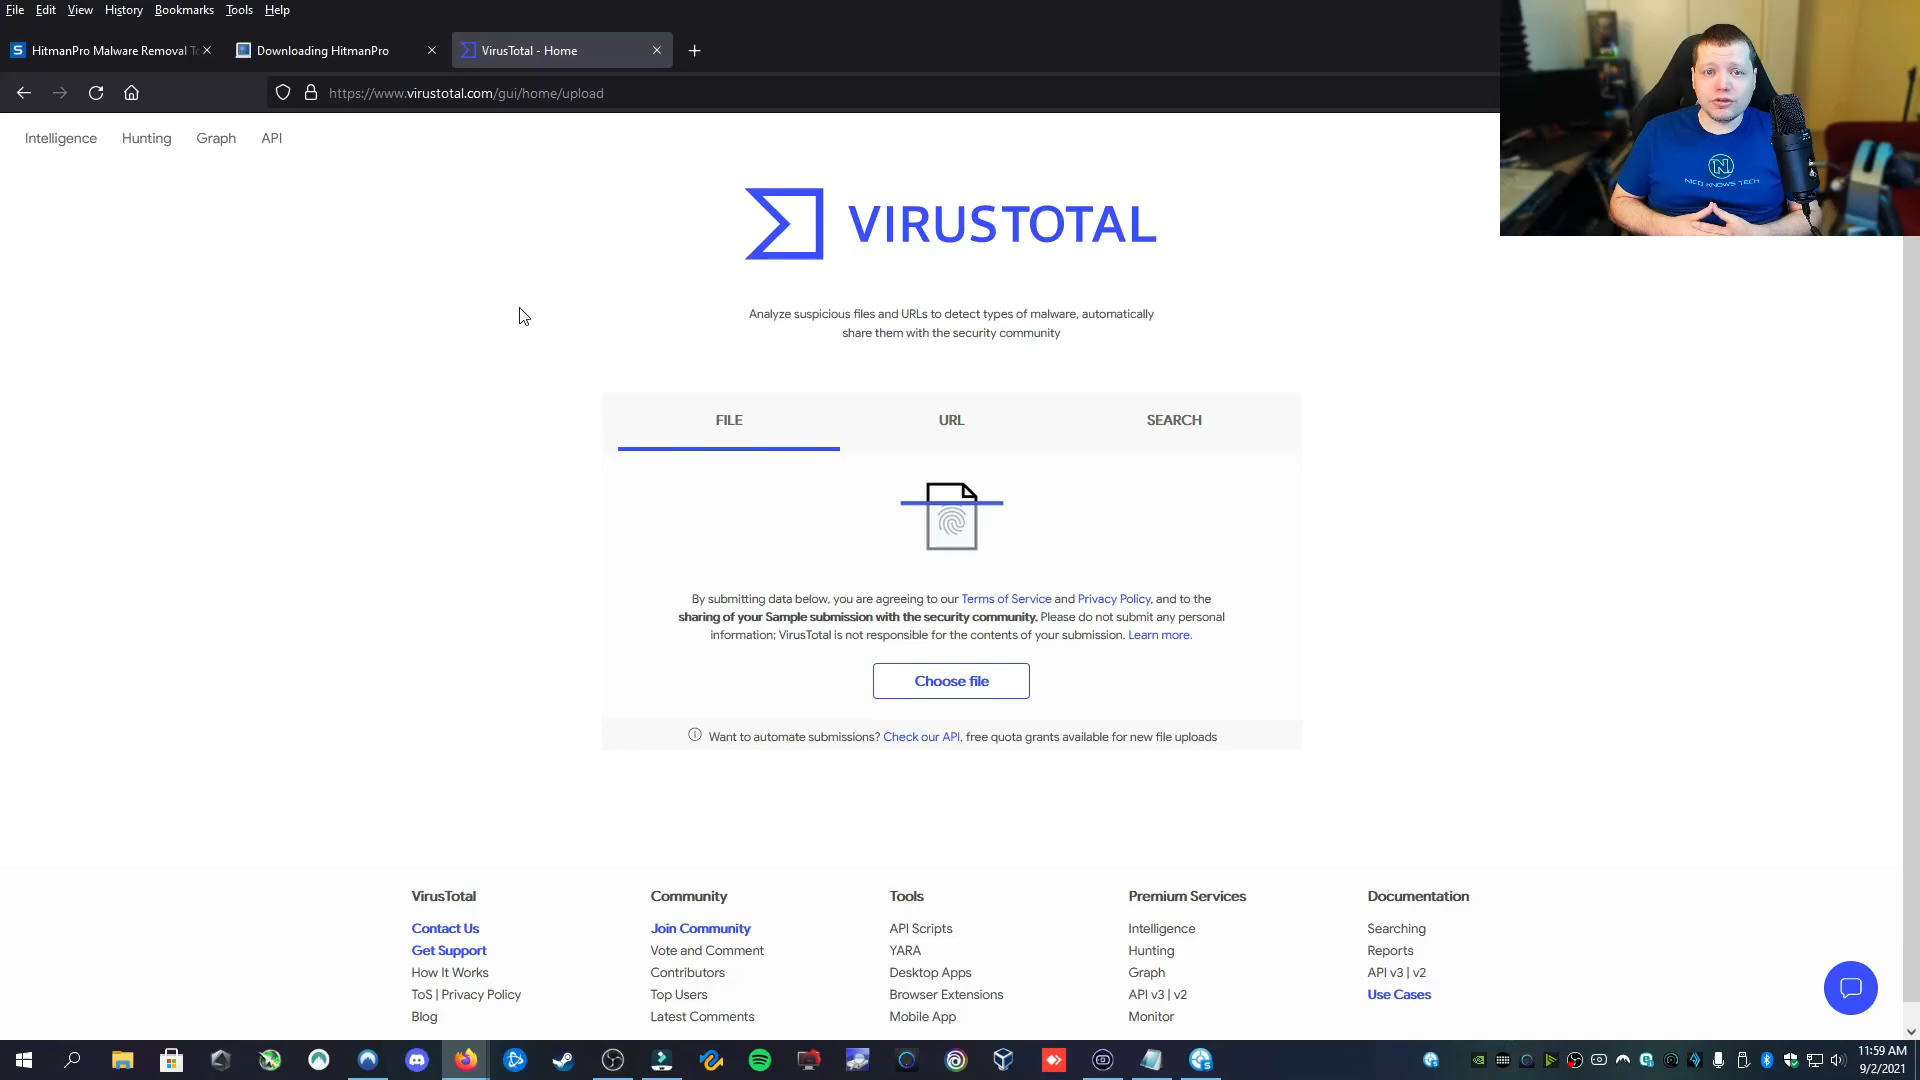 File Edit View History Bookmarks Tools Help
HitmanPro Malware Removal To
Downloading HitmanPro
VirusTotal - Home
https://www.virustotal.com/gui/home/upload
Intelligence Hunting Graph API
NICO KNOWS TECH
VIRUSTOTAL
Analyze suspicious files and URLs to detect types of malware, automatically
share them with the security community
FILE URL SEARCH
By submitting data below, you are agreeing to our Terms of Service and Privacy Policy, and to the
sharing of your Sample submission with the security community. Please do not submit any personal
information; VirusTotal is not responsible for the contents of your submission. Learn more.
Choose file
Want to automate submissions? Check our API, free quota grants available for new file uploads
VirusTotal
Contact Us
Get Support
How It Works
ToS | Privacy Policy
Blog
Community
Join Community
Vote and Comment
Contributors
Top Users
Latest Comments
Tools
API Scripts
YARA
Desktop Apps
Browser Extensions
Mobile App
Premium Services
Intelligence
Hunting
Graph
API v3 | v2
Monitor
Documentation
Searching
Reports
API v3 | v2
Use Cases
11:59 AM
9/2/2021